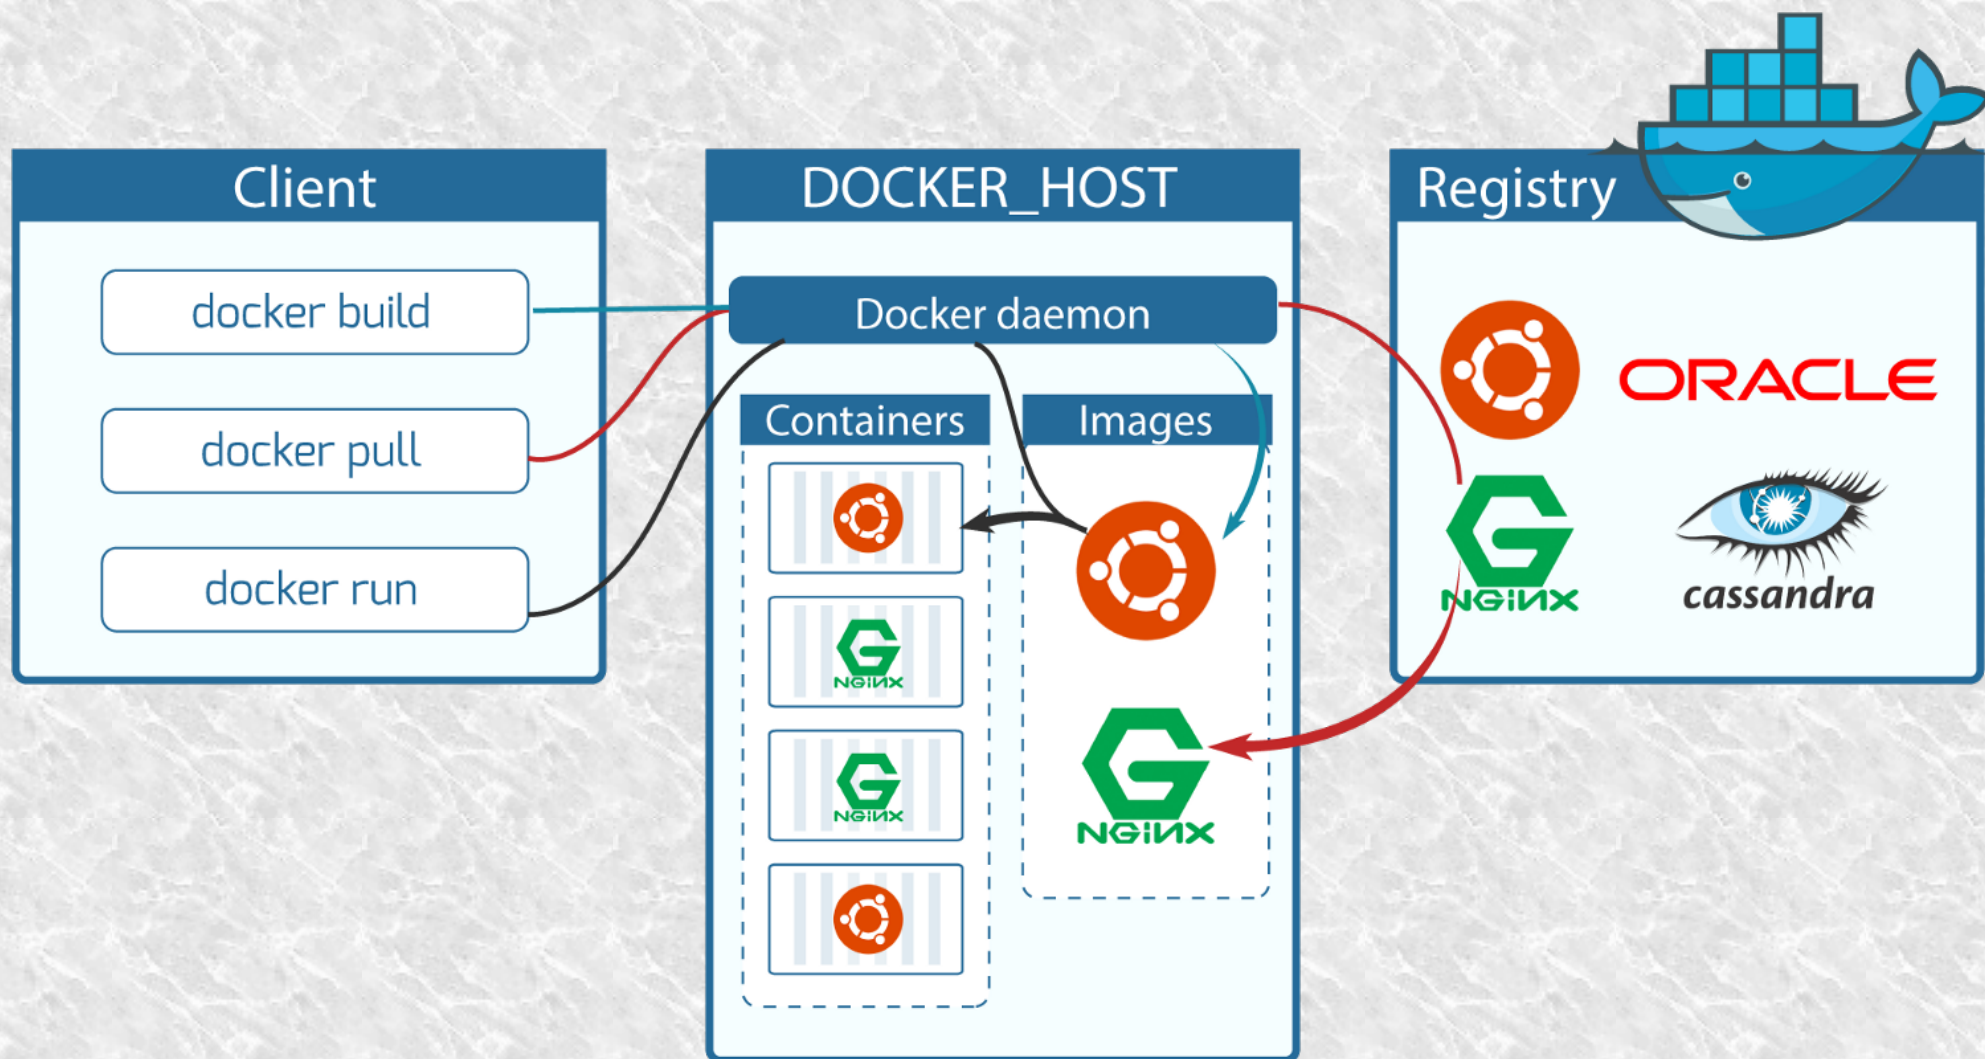 Client
docker build
docker pull
docker run
DOCKER_HOST
Docker daemon
Containers
Images
NGiNX
NGiNX
NGiNX
Registry
ORACLE
NGiNX
cassandra